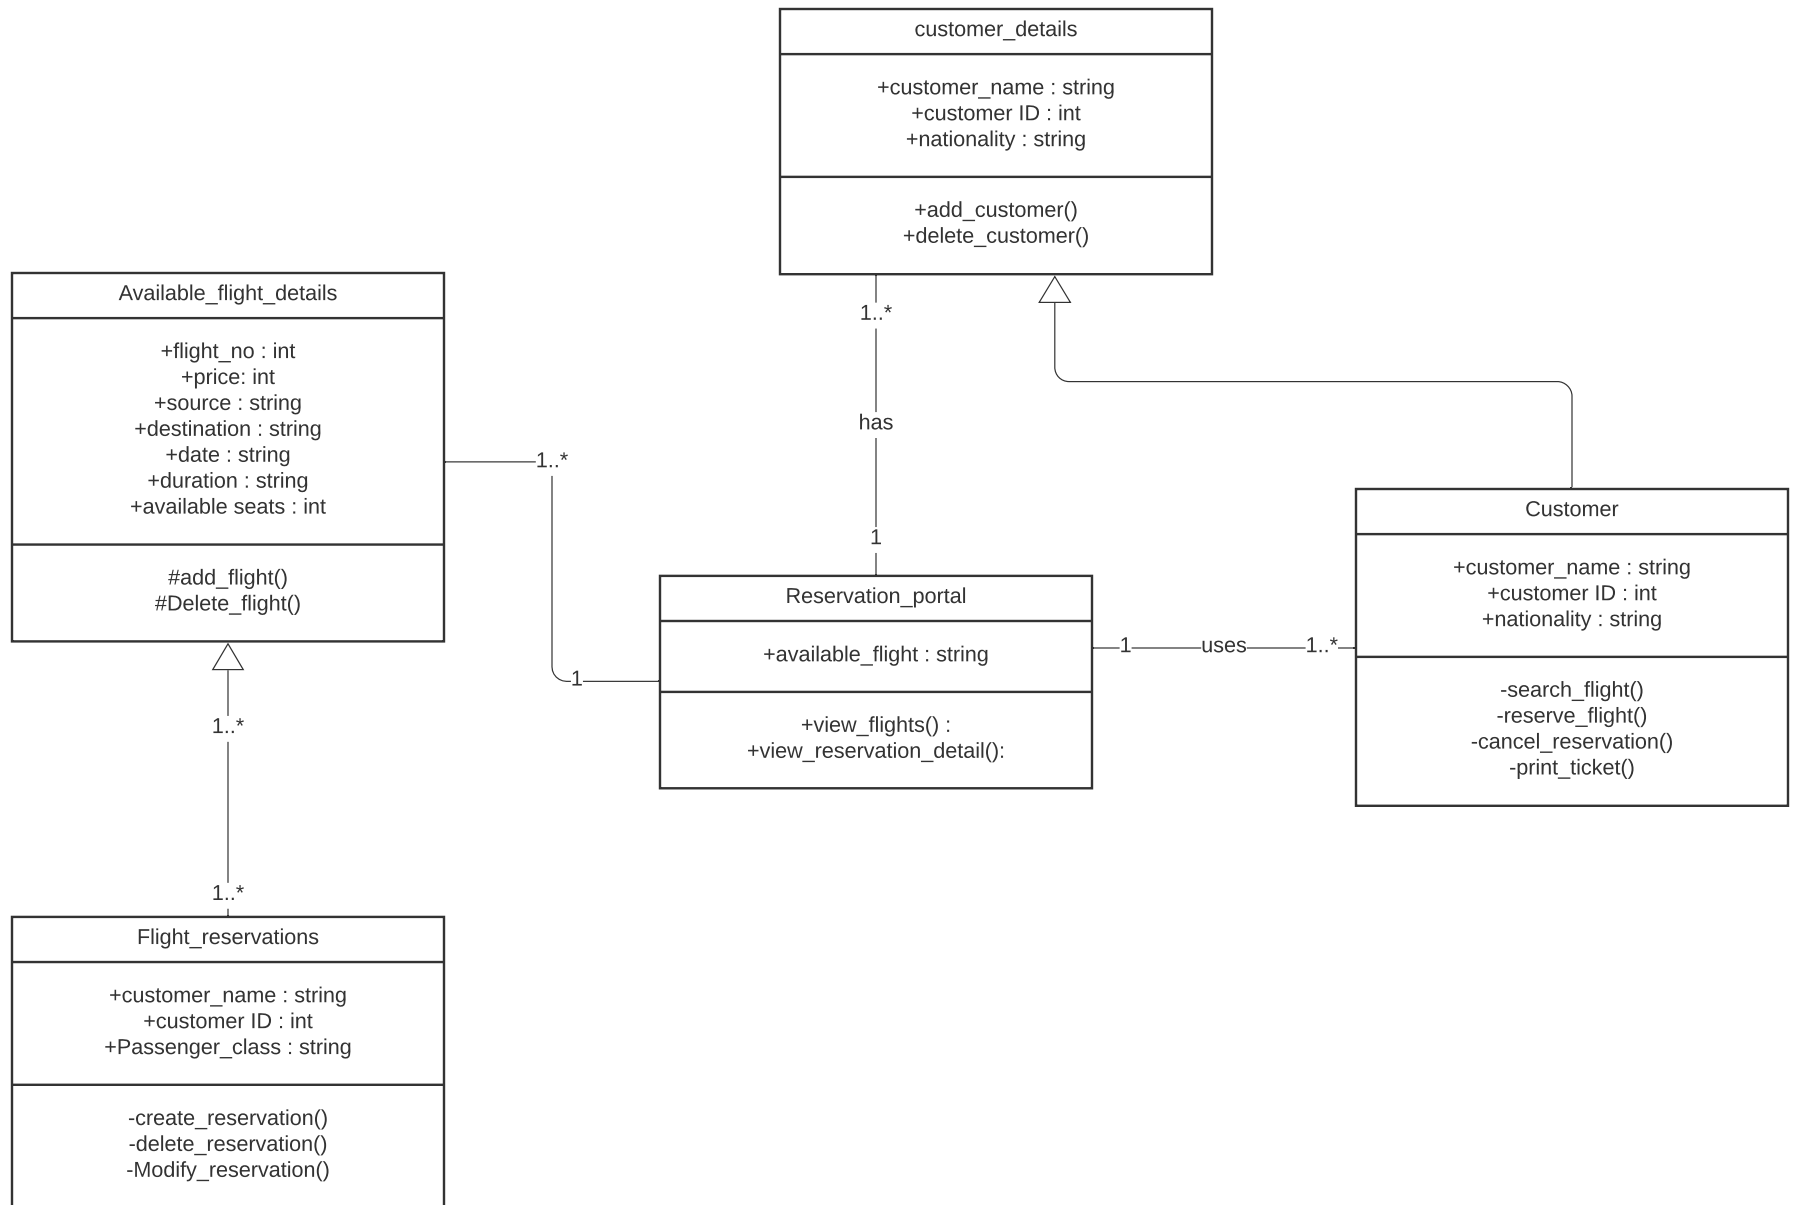 customer_details
+customer_name : string
+customer ID : int
+nationality : string
+add_customer()
+delete_customer()
Available_flight_details
+flight_no : int
+price: int
+source : string
+destination : string
+date : string
+duration : string
+available seats : int
#add_flight()
#Delete_flight()
1..*
has
1
1..*
1
Reservation_portal
+available_flight : string
+view_flights() :
+view_reservation_detail():
1
uses
1..*
Customer
+customer_name : string
+customer ID : int
+nationality : string
-search_flight()
-reserve_flight()
-cancel_reservation()
-print_ticket()
1..*
1..*
Flight_reservations
+customer_name : string
+customer ID : int
+Passenger_class : string
-create_reservation()
-delete_reservation()
-Modify_reservation()